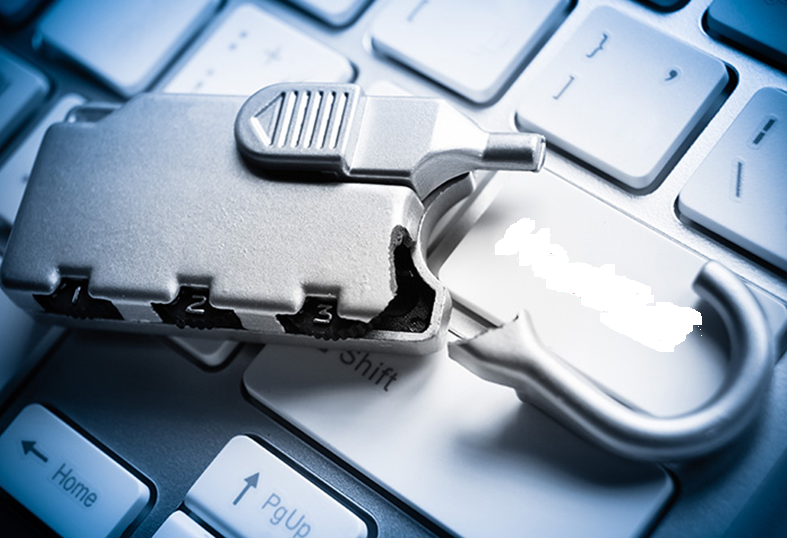 }
]
,
1 2 3
Shift
← Home
↑ PgUp